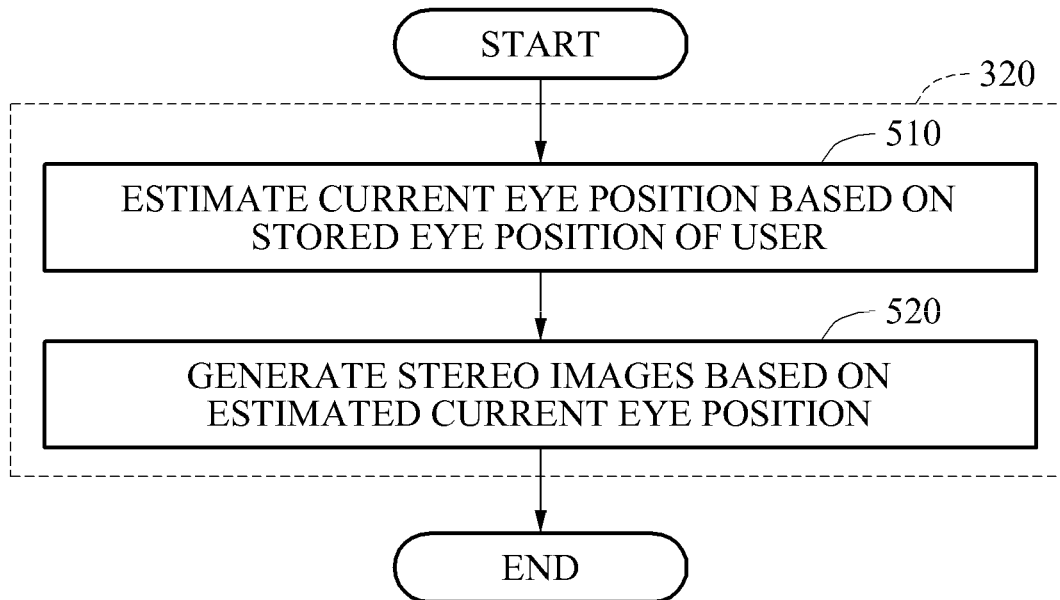 START
320
510
ESTIMATE CURRENT EYE POSITION BASED ON
STORED EYE POSITION OF USER
520
GENERATE STEREO IMAGES BASED ON
ESTIMATED CURRENT EYE POSITION
END